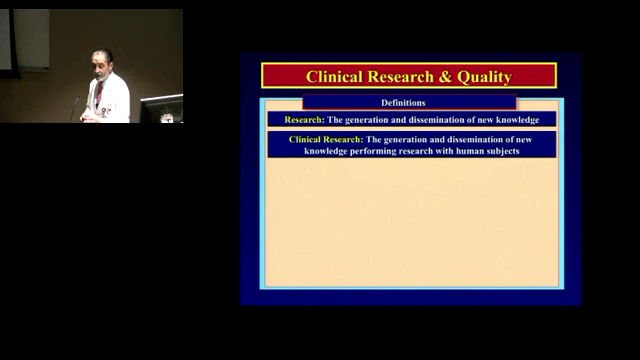 Clinical Research & Quality
Definitions
Research: The generation and dissemination of new knowledge
Clinical Research: The generation and dissemination of new
knowledge performing research with human subjects